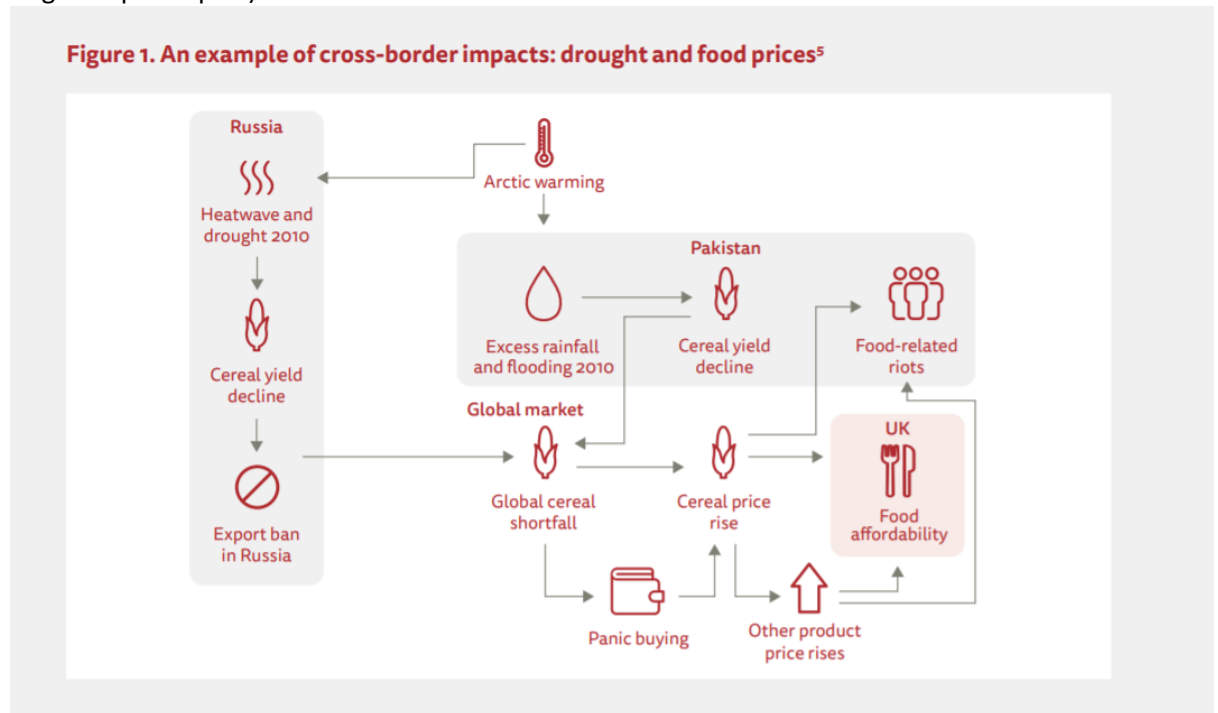 Figure 1. An example of cross-border impacts: drought and food prices⁵
Russia
Heatwave and
drought 2010
Cereal yield
decline
Export ban
in Russia
Arctic warming
Pakistan
Excess rainfall
and flooding 2010
Cereal yield
decline
Food-related
riots
Global market
Global cereal
shortfall
Cereal price
rise
UK
Food
affordability
Panic buying
Other product
price rises